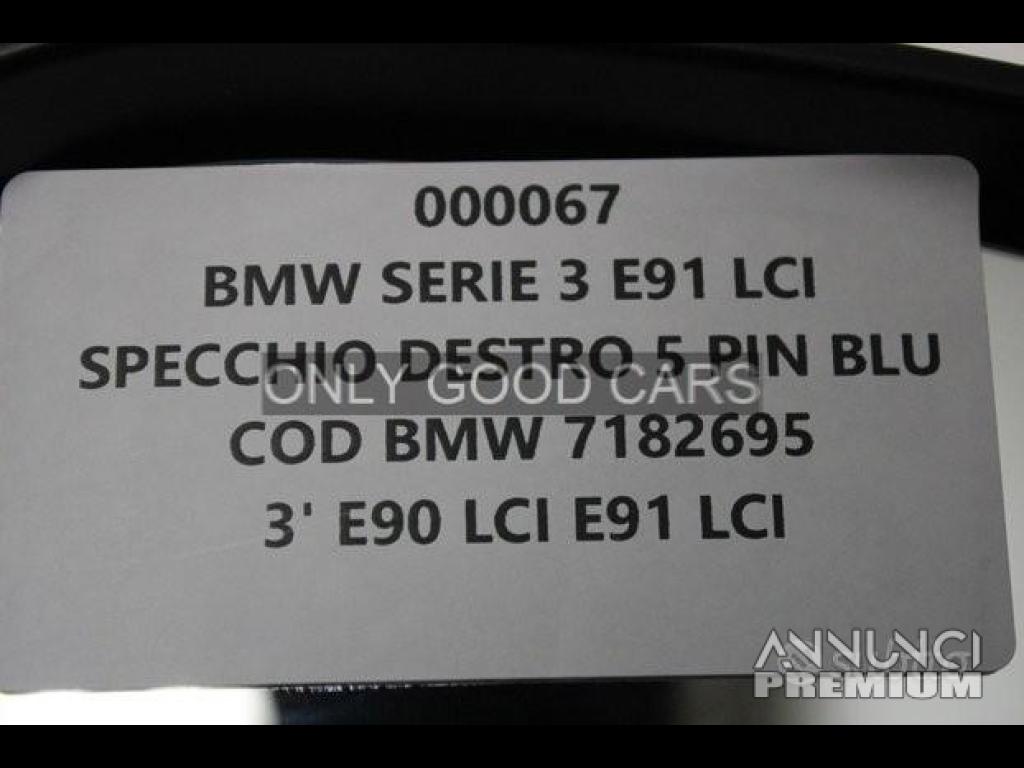 000067
BMW SERIE 3 E91 LCI
SPECCHIO DESTRO 5 PIN BLU
ONLY GOOD CARS
COD BMW 7182695
3' E90 LCI E91 LCI
ANNUNCI
PREMIUM